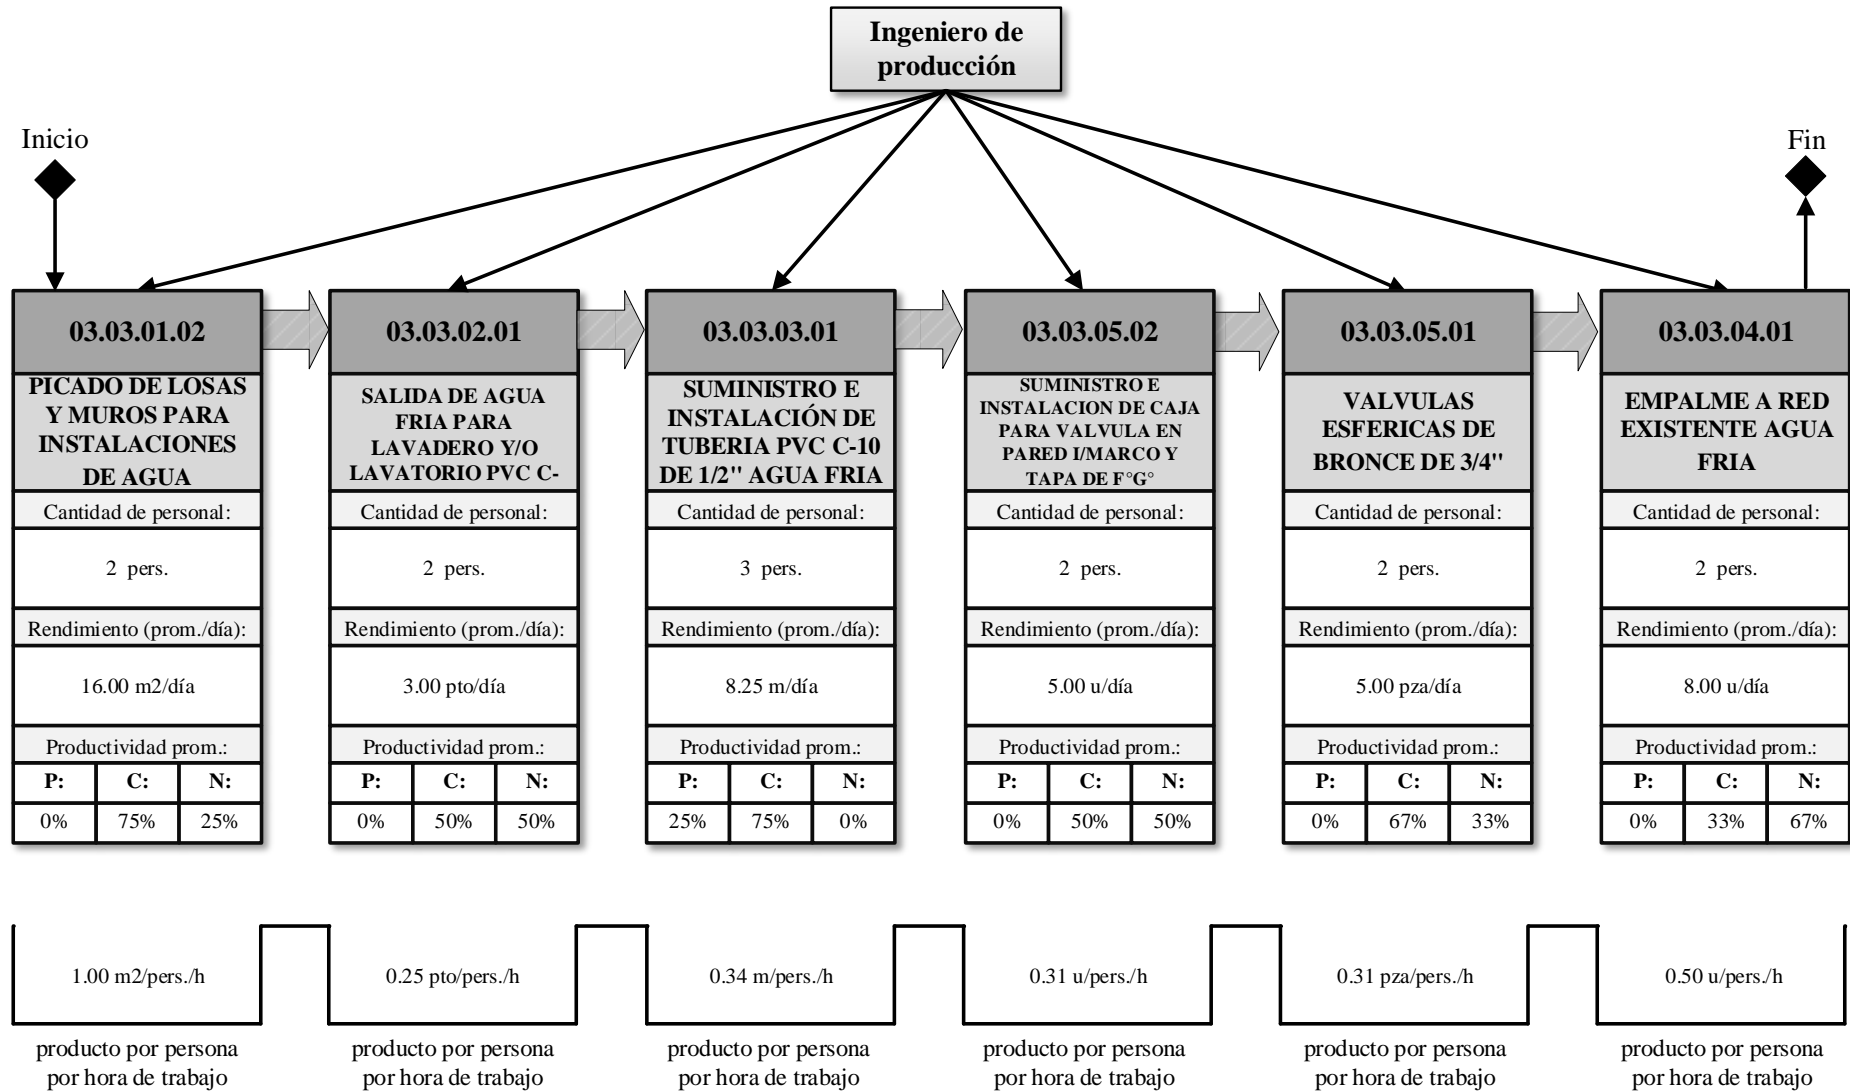 Ingeniero de
producción
Inicio
Fin
03.03.01.02
PICADO DE LOSAS
Y MUROS PARA
INSTALACIONES
DE AGUA
Cantidad de personal:
2 pers.
Rendimiento (prom./día):
16.00 m2/día
Productividad prom.:
P: C: N:
0% 75% 25%
03.03.02.01
SALIDA DE AGUA
FRIA PARA
LAVADERO Y/O
LAVATORIO PVC C-
Cantidad de personal:
2 pers.
Rendimiento (prom./día):
3.00 pto/día
Productividad prom.:
P: C: N:
0% 50% 50%
03.03.03.01
SUMINISTRO E
INSTALACIÓN DE
TUBERIA PVC C-10
DE 1/2" AGUA FRIA
Cantidad de personal:
3 pers.
Rendimiento (prom./día):
8.25 m/día
Productividad prom.:
P: C: N:
25% 75% 0%
03.03.05.02
SUMINISTRO E
INSTALACION DE CAJA
PARA VALVULA EN
PARED I/MARCO Y
TAPA DE F°G°
Cantidad de personal:
2 pers.
Rendimiento (prom./día):
5.00 u/día
Productividad prom.:
P: C: N:
0% 50% 50%
03.03.05.01
VALVULAS
ESFERICAS DE
BRONCE DE 3/4"
Cantidad de personal:
2 pers.
Rendimiento (prom./día):
5.00 pza/día
Productividad prom.:
P: C: N:
0% 67% 33%
03.03.04.01
EMPALME A RED
EXISTENTE AGUA
FRIA
Cantidad de personal:
2 pers.
Rendimiento (prom./día):
8.00 u/día
Productividad prom.:
P: C: N:
0% 33% 67%
1.00 m2/pers./h
producto por persona
por hora de trabajo
0.25 pto/pers./h
producto por persona
por hora de trabajo
0.34 m/pers./h
producto por persona
por hora de trabajo
0.31 u/pers./h
producto por persona
por hora de trabajo
0.31 pza/pers./h
producto por persona
por hora de trabajo
0.50 u/pers./h
producto por persona
por hora de trabajo